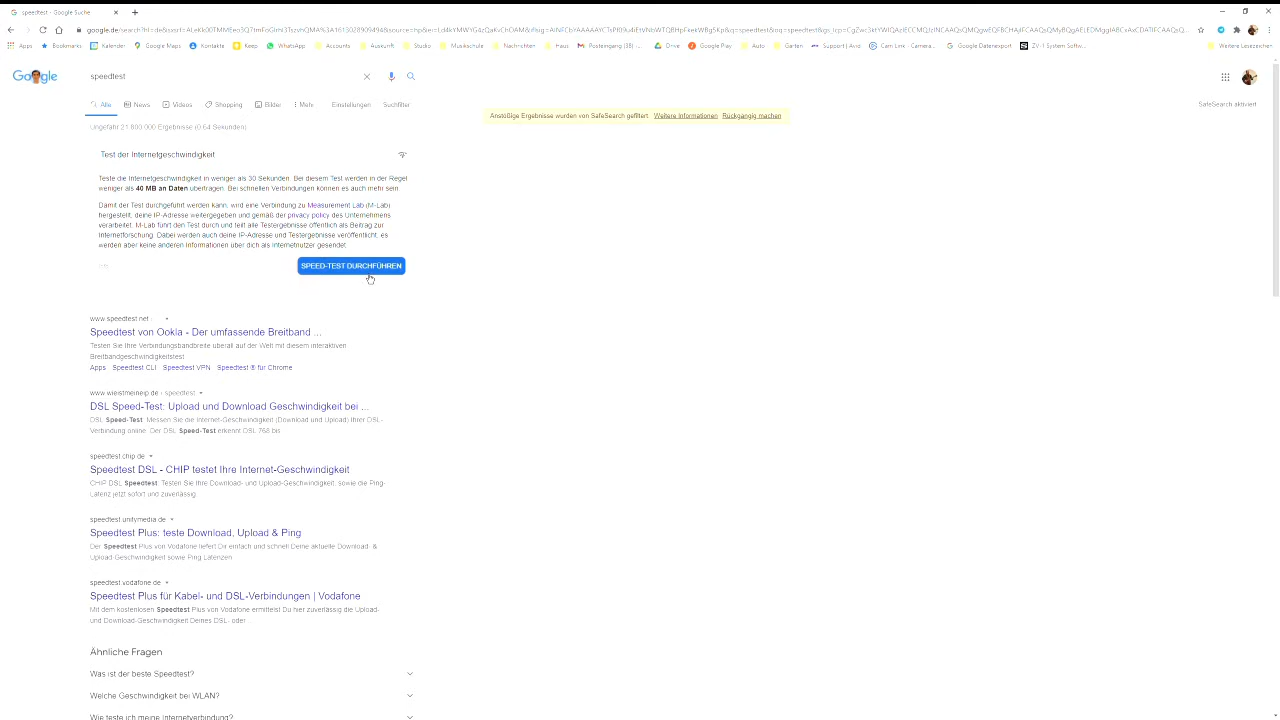 speedtest - Google Suche
Apps Bookmarks Kalender Google Maps Kontakte Keep WhatsApp Accounts Auskunft Studio Musikschule Nachrichten Haus Posteingang (38) ... Drive Google Play Auto Garten Support | Avid Cam Link - Camera... Google Datenexport ZV-1 System Softw... Weitere Lesezeichen
Google speedtest
Alle News Videos Shopping Bilder Mehr Einstellungen Suchfilter
SafeSearch aktiviert
Anstößige Ergebnisse wurden von SafeSearch gefiltert. Weitere Informationen Rückgängig machen
Ungefähr 21.800.000 Ergebnisse (0,64 Sekunden)
Test der Internetgeschwindigkeit
Teste die Internetgeschwindigkeit in weniger als 30 Sekunden. Bei diesem Test werden in der Regel
weniger als 40 MB an Daten übertragen. Bei schnellen Verbindungen können es auch mehr sein.
Damit der Test durchgeführt werden kann, wird eine Verbindung zu Measurement Lab (M-Lab)
hergestellt, deine IP-Adresse weitergegeben und gemäß der privacy policy des Unternehmens
verarbeitet. M-Lab führt den Test durch und teilt alle Testergebnisse öffentlich als Beitrag zur
Internetforschung. Dabei werden auch deine IP-Adresse und Testergebnisse veröffentlicht, es
werden aber keine anderen Informationen über dich als Internetnutzer gesendet.
SPEED-TEST DURCHFÜHREN
www.speedtest.net
Speedtest von Ookla - Der umfassende Breitband ...
Testen Sie Ihre Verbindungsbandbreite überall auf der Welt mit diesem interaktiven
Breitbandgeschwindigkeitstest
Apps · Speedtest CLI · Speedtest VPN · Speedtest ® für Chrome
www.wieistmeineip.de › speedtest
DSL Speed-Test: Upload und Download Geschwindigkeit bei ...
DSL Speed-Test: Messen Sie die Internet-Geschwindigkeit (Download und Upload) Ihrer DSL-
Verbindung online. Der DSL Speed-Test erkennt DSL 768 bis
speedtest.chip.de
Speedtest DSL - CHIP testet Ihre Internet-Geschwindigkeit
CHIP DSL Speedtest: Testen Sie Ihre Download- und Upload-Geschwindigkeit, sowie die Ping-
Latenz jetzt sofort und zuverlässig.
speedtest.unitymedia.de
Speedtest Plus: teste Download, Upload & Ping
Der Speedtest Plus von Vodafone liefert Dir einfach und schnell Deine aktuelle Download- &
Upload-Geschwindigkeit sowie Ping Latenzen
speedtest.vodafone.de
Speedtest Plus für Kabel- und DSL-Verbindungen | Vodafone
Mit dem kostenlosen Speedtest Plus von Vodafone ermittelst Du hier zuverlässig die Upload-
und Download-Geschwindigkeit Deines DSL- oder
Ähnliche Fragen
Was ist der beste Speedtest?
Welche Geschwindigkeit bei WLAN?
Wie teste ich meine Internetverbindung?